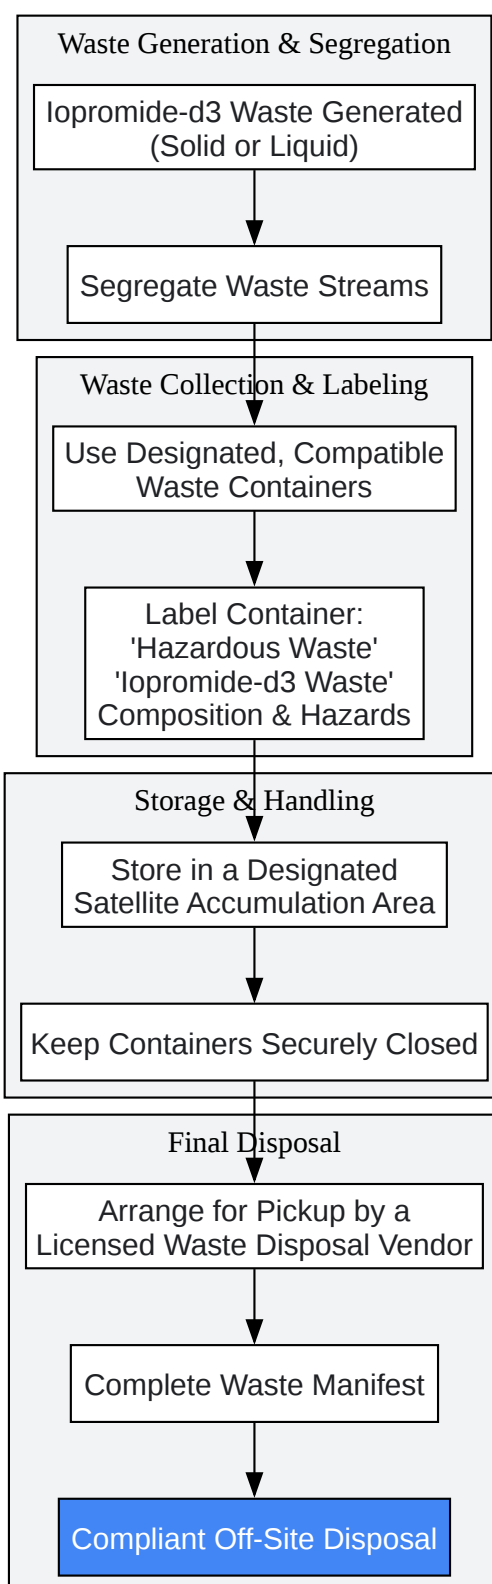 Waste Generation & Segregation
Iopromide-d3 Waste Generated
(Solid or Liquid)
Segregate Waste Streams
Waste Collection & Labeling
Use Designated, Compatible
Waste Containers
Label Container:
'Hazardous Waste'
'Iopromide-d3 Waste'
Composition & Hazards
Storage & Handling
Store in a Designated
Satellite Accumulation Area
Keep Containers Securely Closed
Final Disposal
Arrange for Pickup by a
Licensed Waste Disposal Vendor
Complete Waste Manifest
Compliant Off-Site Disposal